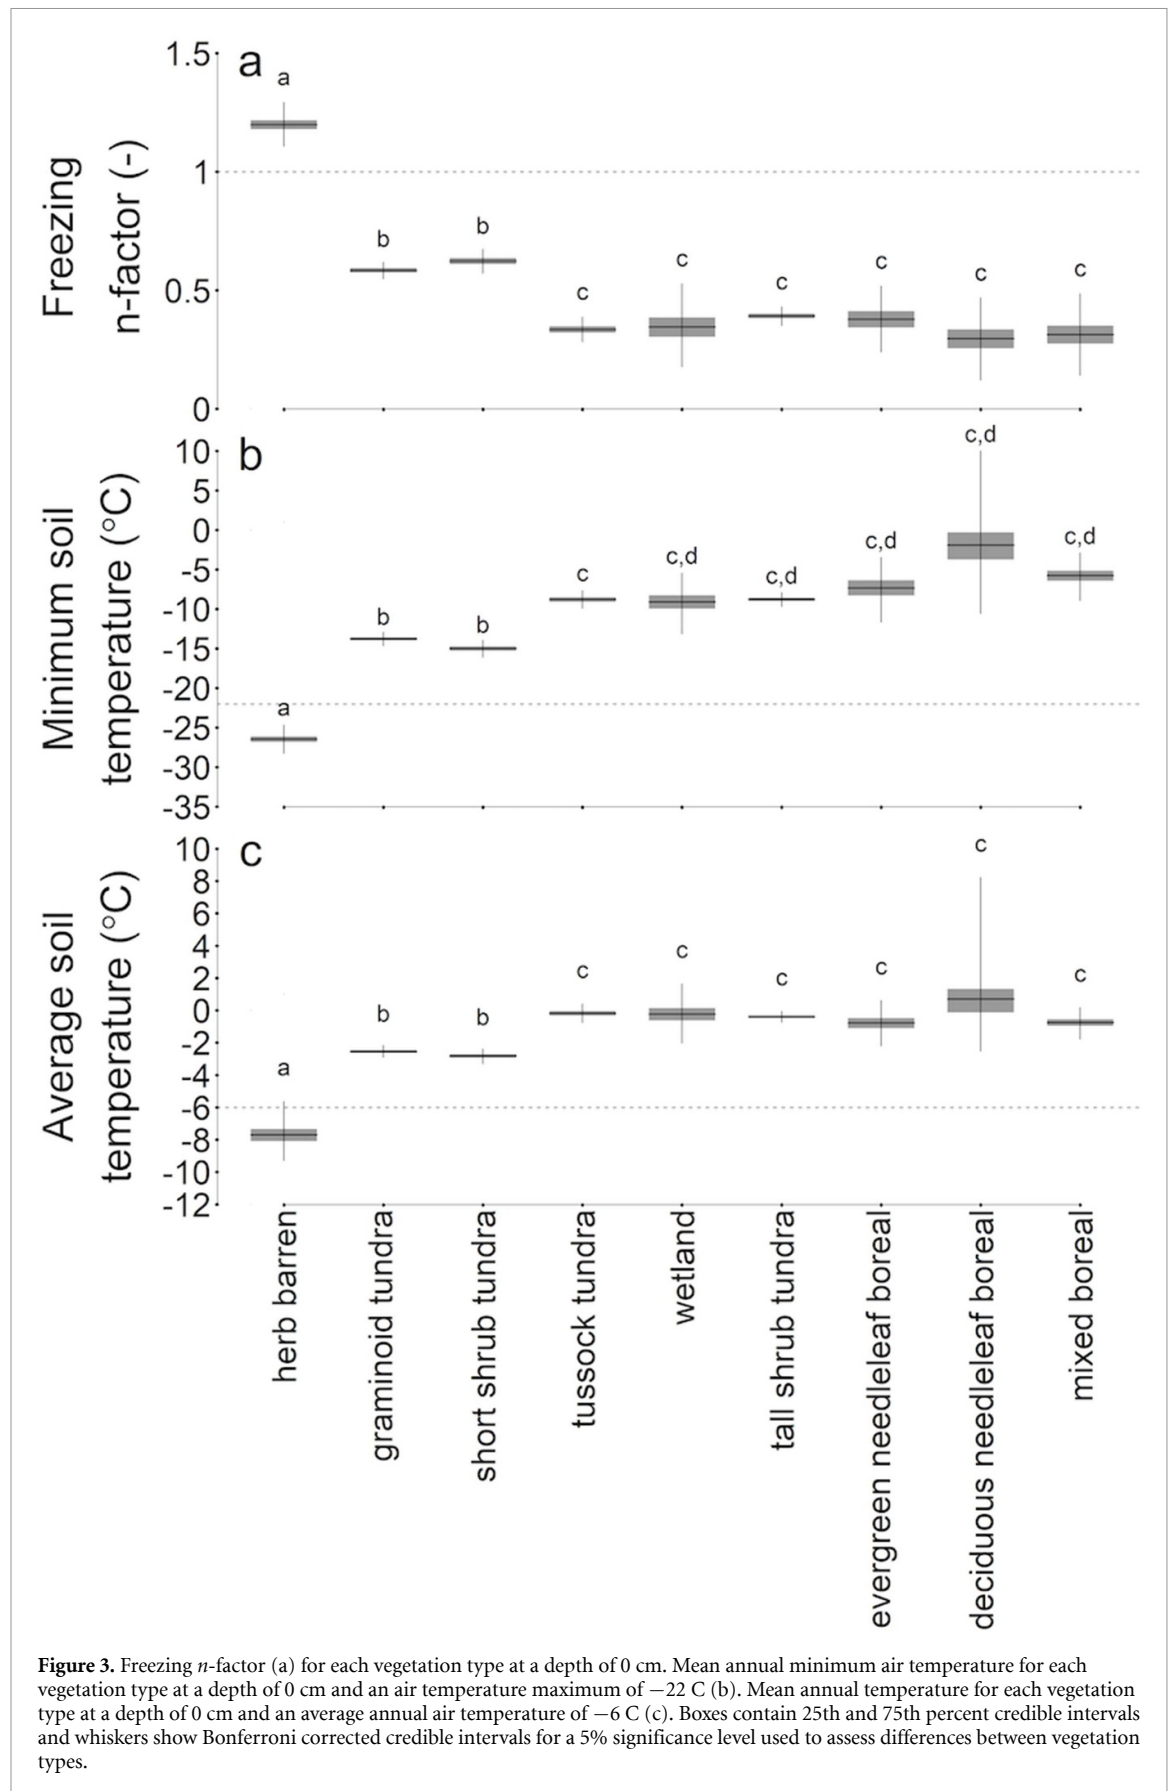 a
Freezing
n-factor (-)
1.5
1
0.5
0
a
b
b
c
c
c
c
c
c
b
Minimum soil
temperature (°C)
10
5
0
-5
-10
-15
-20
-25
-30
-35
a
b
b
c
c,d
c,d
c,d
c,d
c,d
c
Average soil
temperature (°C)
10
8
6
4
2
0
-2
-4
-6
-8
-10
-12
a
b
b
c
c
c
c
c
c
herb barren
graminoid tundra
short shrub tundra
tussock tundra
wetland
tall shrub tundra
evergreen needleleaf boreal
deciduous needleleaf boreal
mixed boreal
Figure 3. Freezing n-factor (a) for each vegetation type at a depth of 0 cm. Mean annual minimum air temperature for each
vegetation type at a depth of 0 cm and an air temperature maximum of −22 C (b). Mean annual temperature for each vegetation
type at a depth of 0 cm and an average annual air temperature of −6 C (c). Boxes contain 25th and 75th percent credible intervals
and whiskers show Bonferroni corrected credible intervals for a 5% significance level used to assess differences between vegetation
types.